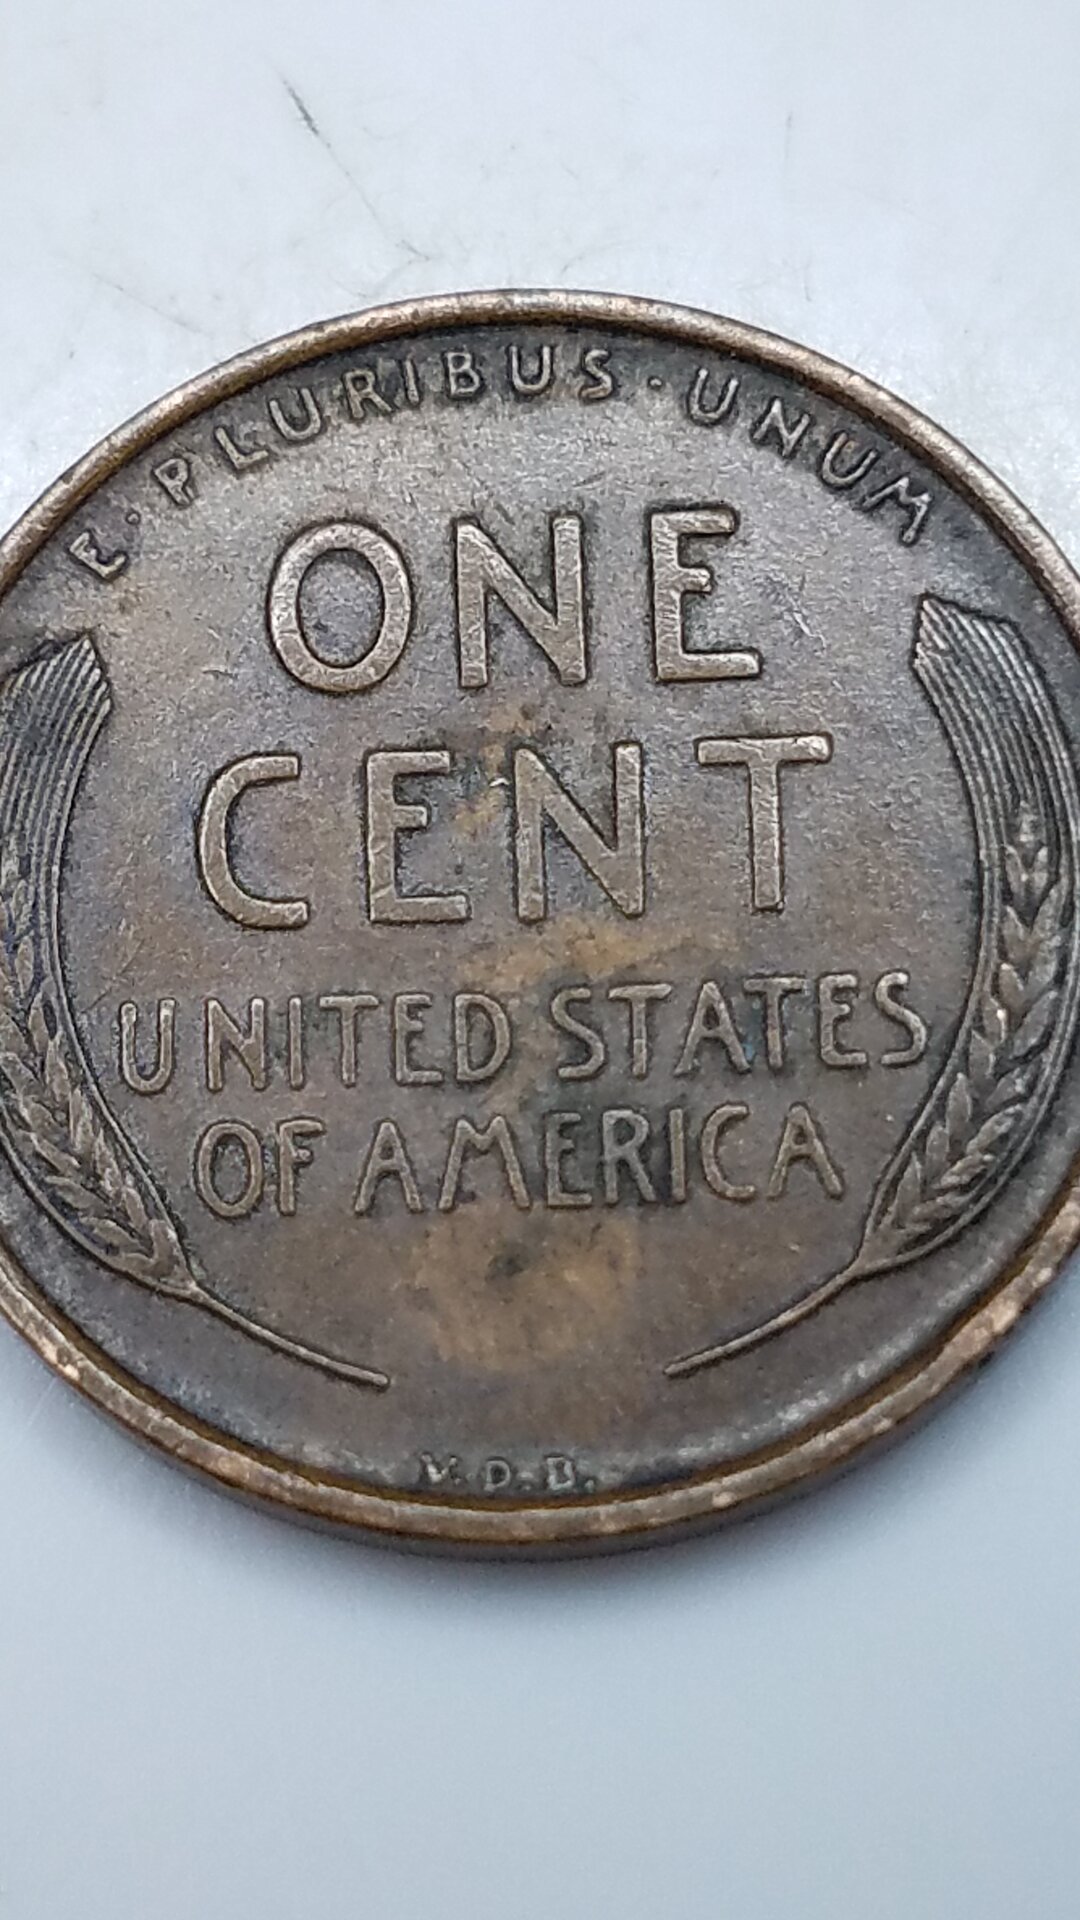 E · PLURIBUS · UNUM
ONE
CENT
UNITED STATES
OF AMERICA
V. D. B.